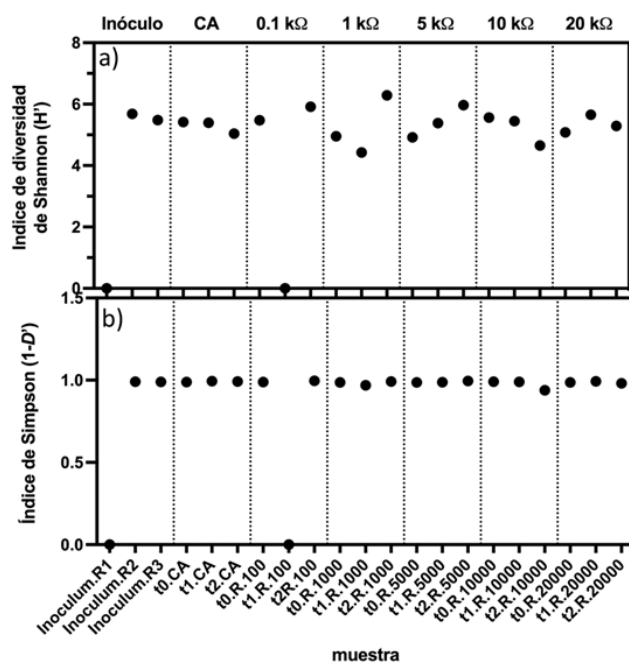 Inóculo CA 0.1 kΩ 1 kΩ 5 kΩ 10 kΩ 20 kΩ
a)
Indice de diversidad
de Shannon (H')
8
6
4
2
0
b)
Índice de Simpson (1-D')
1.5
1.0
0.5
0.0
Inoculum.R1
Inoculum.R2
Inoculum.R3
t0.CA
t1.CA
t2.CA
t0.R.100
t1.R.100
t2R.100
t0.R.1000
t1.R.1000
t2.R.1000
t0.R.5000
t1.R.5000
t2.R.5000
t0.R.10000
t1.R.10000
t2.R.10000
t0.R.20000
t1.R.20000
t2.R.20000
muestra